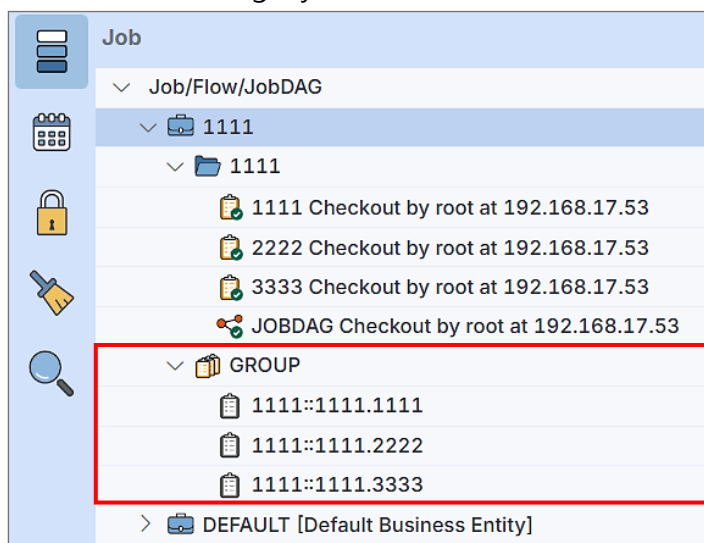 Job
Job/Flow/JobDAG
1111
1111
1111 Checkout by root at 192.168.17.53
2222 Checkout by root at 192.168.17.53
3333 Checkout by root at 192.168.17.53
JOBDAG Checkout by root at 192.168.17.53
GROUP
1111::1111.1111
1111::1111.2222
1111::1111.3333
DEFAULT [Default Business Entity]